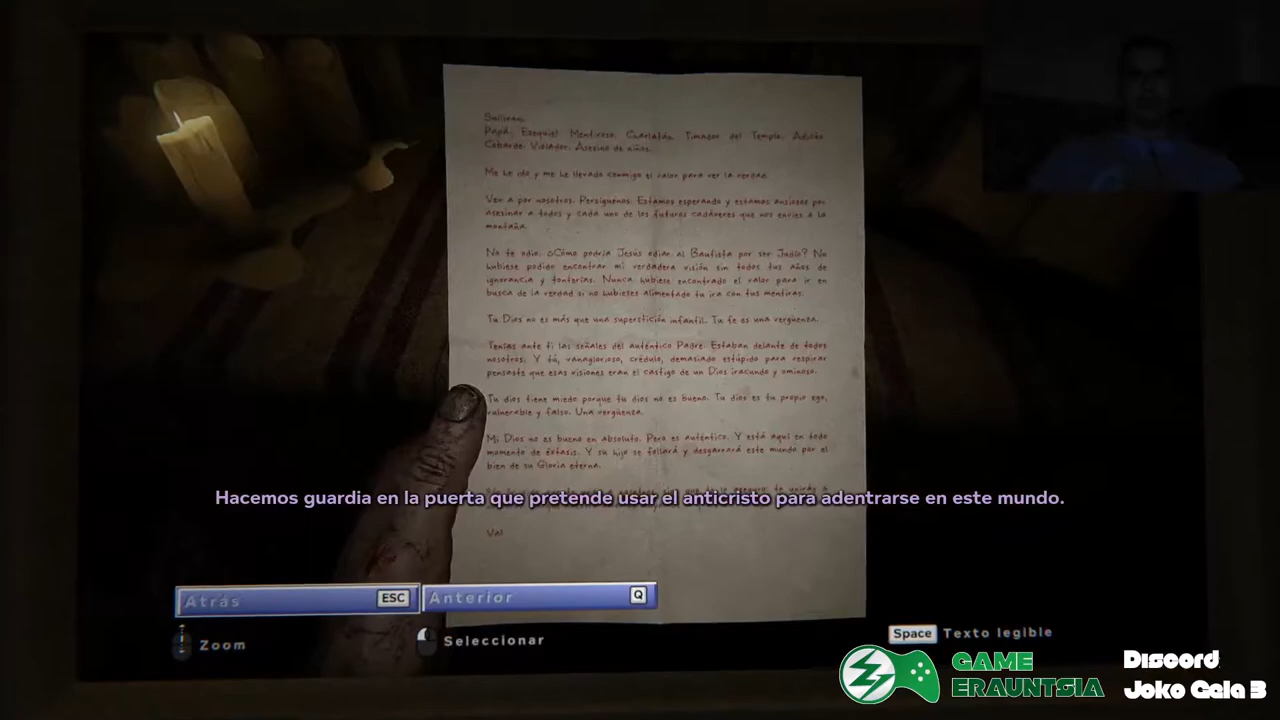 Sullivan,
Papá. Ezequiel. Mentiroso. Charlatán. Timador del Templo. Adicto.
Cobarde. Violador. Asesino de niños.
Me he ido y me he llevado conmigo el valor para ver la verdad.
Ven a por nosotros. Persíguenos. Estamos esperando y estamos ansiosos por
asesinar a todos y cada uno de los futuros cadáveres que nos envíes a la
montaña.
No te odio. ¿Cómo podría Jesús odiar al Bautista por ser Judío? No
hubiese podido encontrar mi verdadera visión sin todos tus años de
ignorancia y tonterías. Nunca hubiese encontrado el valor para ir en
busca de la verdad si no hubieses alimentado tu ira con tus mentiras.
Tu Dios no es más que una superstición infantil. Tu fe es una vergüenza.
Tenías ante ti las señales del auténtico Padre. Estaban delante de todos
nosotros. Y tú, vanaglorioso, crédulo, demasiado estúpido para respirar
pensaste que esas visiones eran el castigo de un Dios iracundo y ominoso.
Tu dios tiene miedo porque tu dios no es bueno. Tu dios es tu propio ego,
vulnerable y falso. Una vergüenza.
Mi Dios no es bueno en absoluto. Pero es auténtico. Y está aquí en todo
momento de éxtasis. Y su hijo se follará y desgarrará este mundo por el
bien de su Gloria eterna.
Hacemos guardia en la puerta que pretende usar el anticristo para adentrarse en este mundo.
Val
Atrás ESC
Anterior Q
Zoom
Seleccionar
Space Texto legible
GAME
ERAUNTSIA
Discord
Joko Gela 3